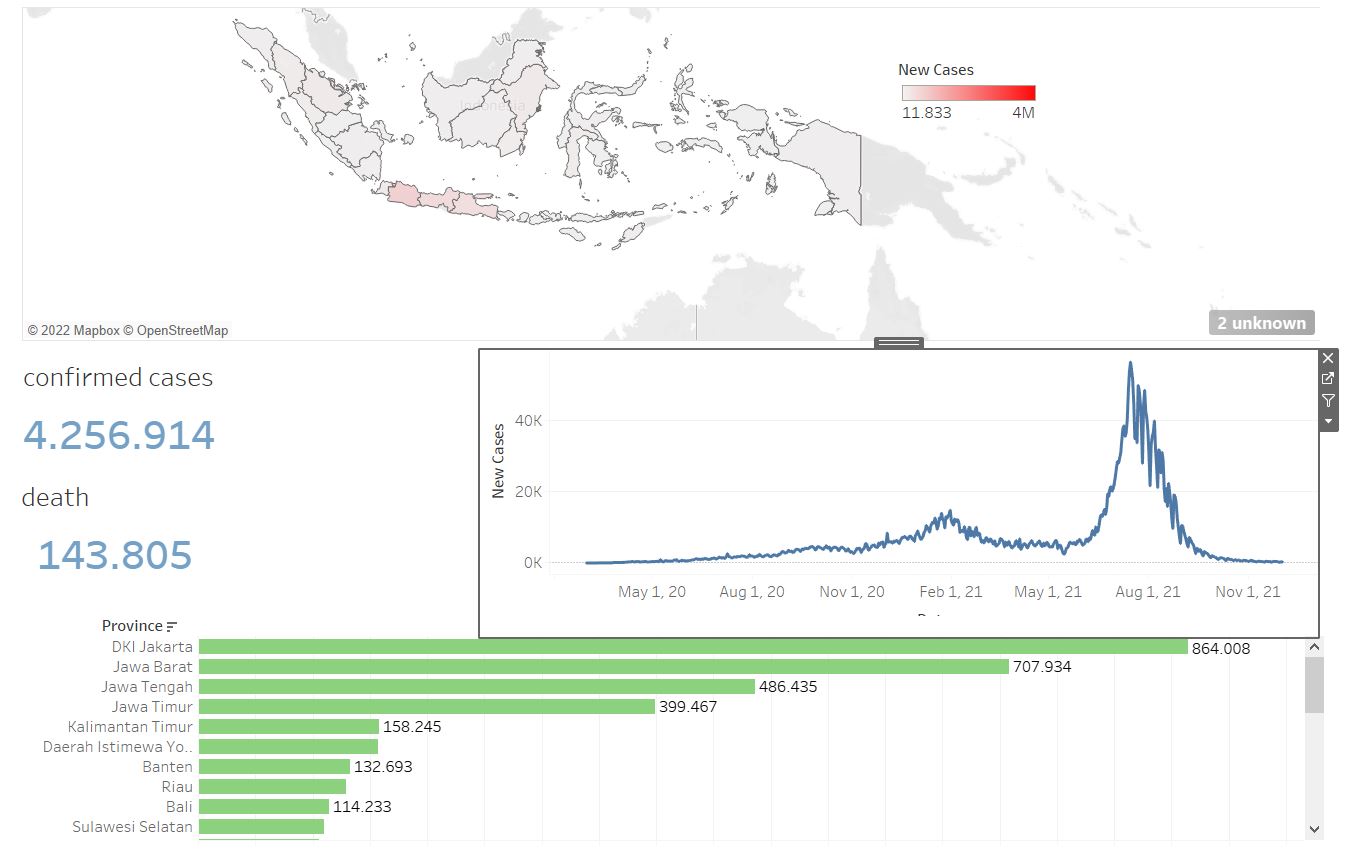 New Cases
11.833 4M
Indonesia
© 2022 Mapbox © OpenStreetMap
2 unknown
confirmed cases
4.256.914
death
143.805
New Cases
40K
20K
0K
May 1, 20 Aug 1, 20 Nov 1, 20 Feb 1, 21 May 1, 21 Aug 1, 21 Nov 1, 21
Province
DKI Jakarta 864.008
Jawa Barat 707.934
Jawa Tengah 486.435
Jawa Timur 399.467
Kalimantan Timur 158.245
Daerah Istimewa Yo..
Banten 132.693
Riau
Bali 114.233
Sulawesi Selatan